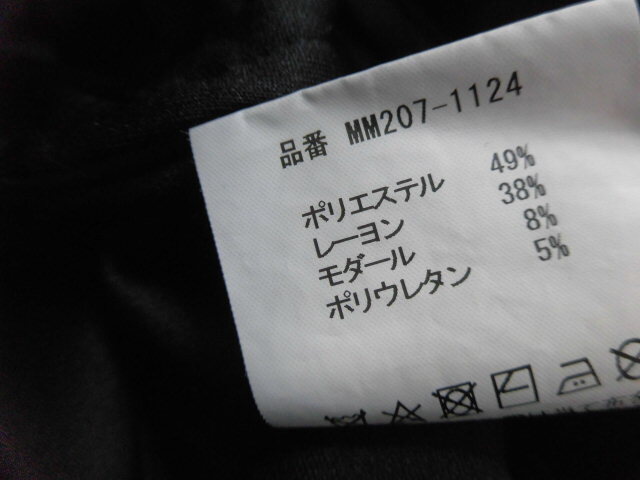 品番 MM207-1124
ポリエステル 49%
レーヨン 38%
モダール 8%
ポリウレタン 5%